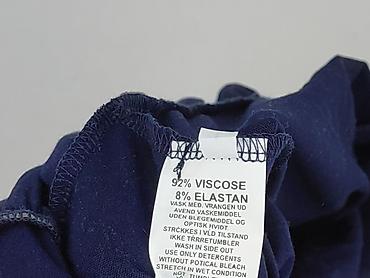 92% VISCOSE
8% ELASTAN
VASK MED. VRANGEN UD
AVEND VASKEMIDDEL
UDEN BLEGEMIDDEL OG
OPTISK HVIDT
STRCKKES I VLD TILSTAND
IKKE TRRRETUMBLER
WASH IN SIDE OUT
USE ONLY DETERGENTS
WITHOUT POTICAL BLEACH
STRETCH IN WET CONDITION